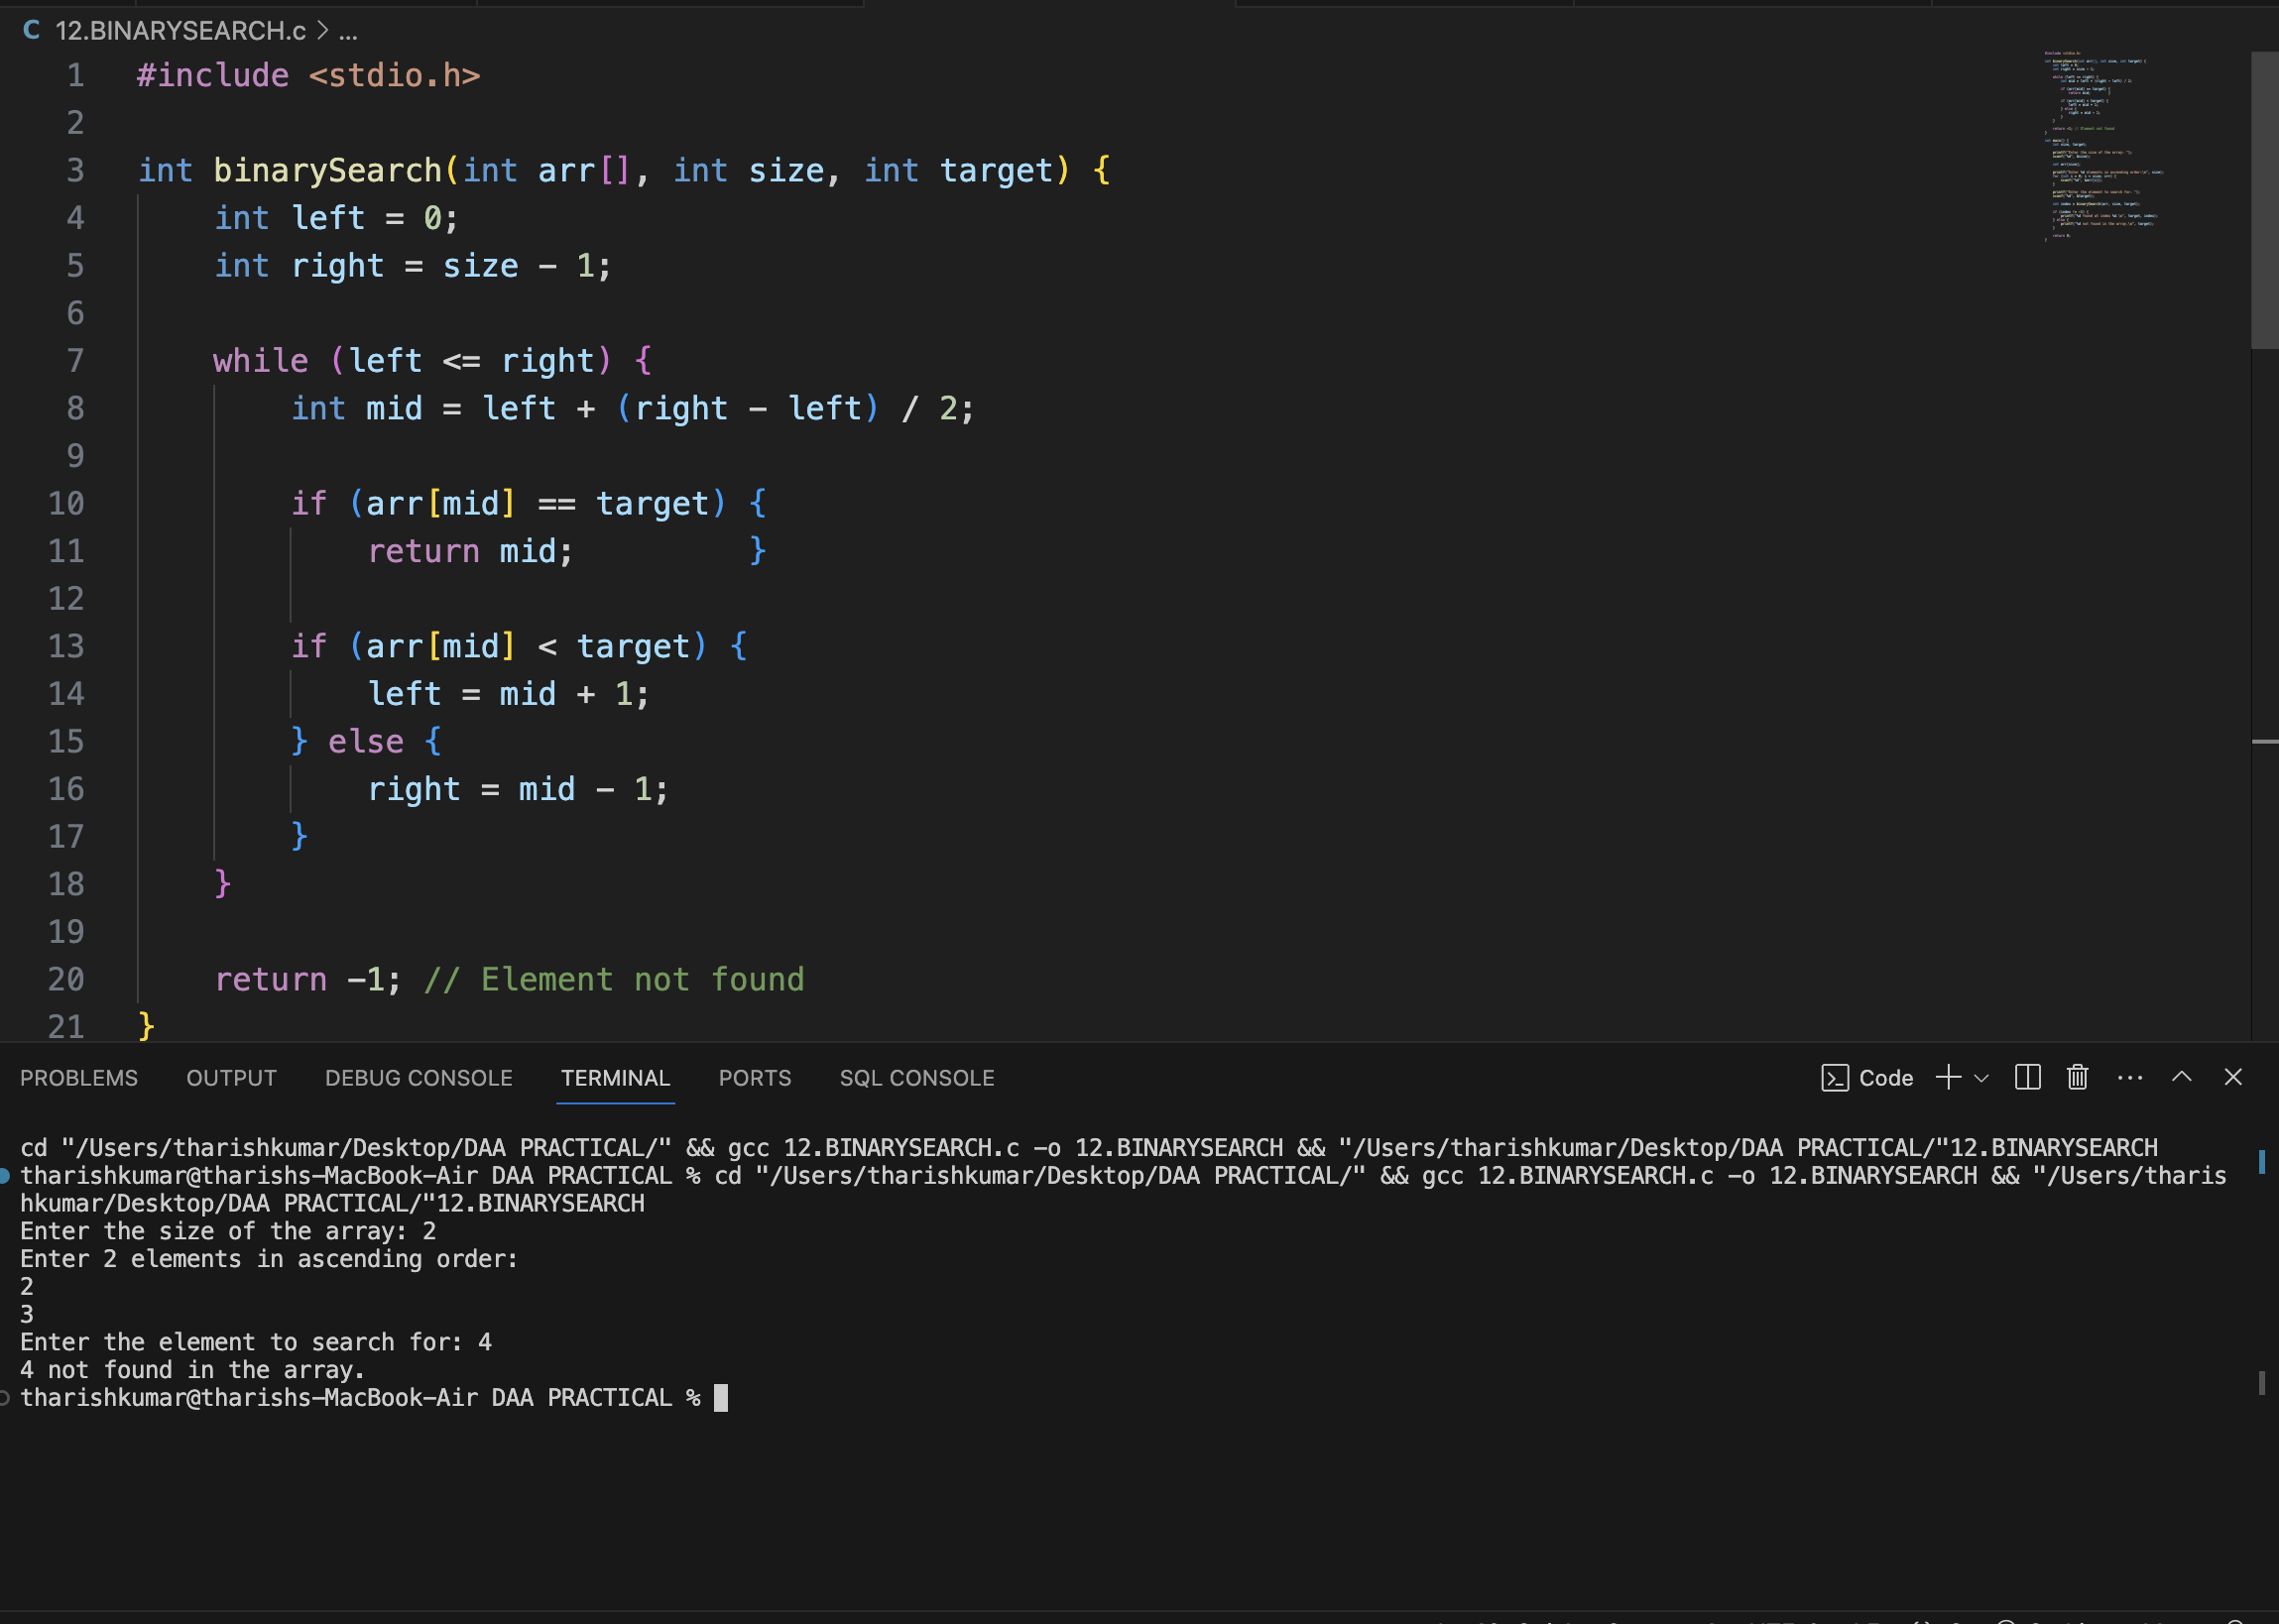 C 12.BINARYSEARCH.c > ...
1 #include <stdio.h>
2
3 int binarySearch(int arr[], int size, int target) {
4     int left = 0;
5     int right = size - 1;
6
7     while (left <= right) {
8         int mid = left + (right - left) / 2;
9
10         if (arr[mid] == target) {
11             return mid;         }
12
13         if (arr[mid] < target) {
14             left = mid + 1;
15         } else {
16             right = mid - 1;
17         }
18     }
19
20     return -1; // Element not found
21 }
PROBLEMS OUTPUT DEBUG CONSOLE TERMINAL PORTS SQL CONSOLE Code
cd "/Users/tharishkumar/Desktop/DAA PRACTICAL/" && gcc 12.BINARYSEARCH.c -o 12.BINARYSEARCH && "/Users/tharishkumar/Desktop/DAA PRACTICAL/"12.BINARYSEARCH
tharishkumar@tharishs-MacBook-Air DAA PRACTICAL % cd "/Users/tharishkumar/Desktop/DAA PRACTICAL/" && gcc 12.BINARYSEARCH.c -o 12.BINARYSEARCH && "/Users/tharis
hkumar/Desktop/DAA PRACTICAL/"12.BINARYSEARCH
Enter the size of the array: 2
Enter 2 elements in ascending order:
2
3
Enter the element to search for: 4
4 not found in the array.
tharishkumar@tharishs-MacBook-Air DAA PRACTICAL %